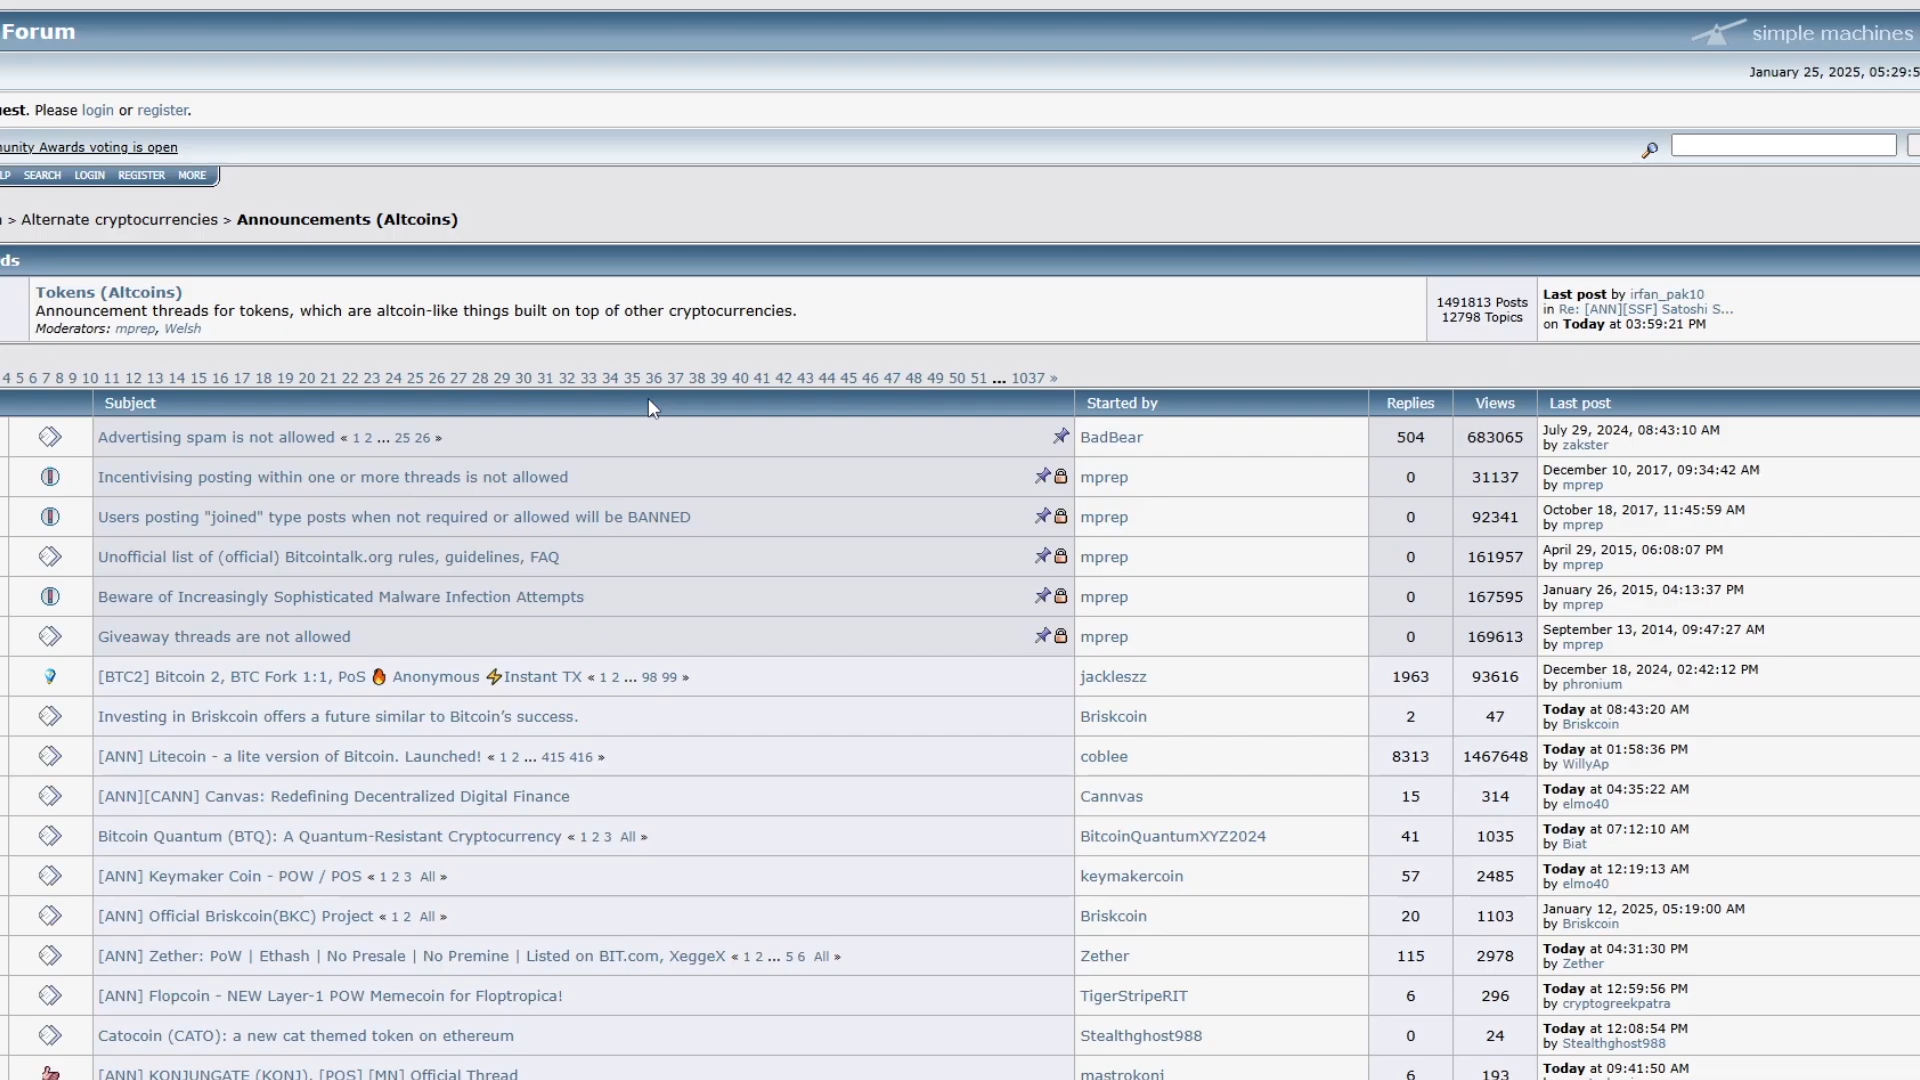 Forum
simple machines
January 25, 2025, 05:29:5
uest. Please login or register.
unity Awards voting is open
LP SEARCH LOGIN REGISTER MORE
> Alternate cryptocurrencies > Announcements (Altcoins)
ds
Tokens (Altcoins)
Announcement threads for tokens, which are altcoin-like things built on top of other cryptocurrencies.
Moderators: mprep, Welsh
1491813 Posts
12798 Topics
Last post by irfan_pak10
in Re: [ANN][SSF] Satoshi S...
on Today at 03:59:21 PM
4 5 6 7 8 9 10 11 12 13 14 15 16 17 18 19 20 21 22 23 24 25 26 27 28 29 30 31 32 33 34 35 36 37 38 39 40 41 42 43 44 45 46 47 48 49 50 51 ... 1037 »
Subject Started by Replies Views Last post
Advertising spam is not allowed « 1 2 ... 25 26 » BadBear 504 683065 July 29, 2024, 08:43:10 AM
by zakster
Incentivising posting within one or more threads is not allowed mprep 0 31137 December 10, 2017, 09:34:42 AM
by mprep
Users posting "joined" type posts when not required or allowed will be BANNED mprep 0 92341 October 18, 2017, 11:45:59 AM
by mprep
Unofficial list of (official) Bitcointalk.org rules, guidelines, FAQ mprep 0 161957 April 29, 2015, 06:08:07 PM
by mprep
Beware of Increasingly Sophisticated Malware Infection Attempts mprep 0 167595 January 26, 2015, 04:13:37 PM
by mprep
Giveaway threads are not allowed mprep 0 169613 September 13, 2014, 09:47:27 AM
by mprep
[BTC2] Bitcoin 2, BTC Fork 1:1, PoS 🔥 Anonymous ⚡Instant TX « 1 2 ... 98 99 » jackleszz 1963 93616 December 18, 2024, 02:42:12 PM
by phronium
Investing in Briskcoin offers a future similar to Bitcoin’s success. Briskcoin 2 47 Today at 08:43:20 AM
by Briskcoin
[ANN] Litecoin - a lite version of Bitcoin. Launched! « 1 2 ... 415 416 » coblee 8313 1467648 Today at 01:58:36 PM
by WillyAp
[ANN][CANN] Canvas: Redefining Decentralized Digital Finance Cannvas 15 314 Today at 04:35:22 AM
by elmo40
Bitcoin Quantum (BTQ): A Quantum-Resistant Cryptocurrency « 1 2 3 All » BitcoinQuantumXYZ2024 41 1035 Today at 07:12:10 AM
by Biat
[ANN] Keymaker Coin - POW / POS « 1 2 3 All » keymakercoin 57 2485 Today at 12:19:13 AM
by elmo40
[ANN] Official Briskcoin(BKC) Project « 1 2 All » Briskcoin 20 1103 January 12, 2025, 05:19:00 AM
by Briskcoin
[ANN] Zether: PoW | Ethash | No Presale | No Premine | Listed on BIT.com, XeggeX « 1 2 ... 5 6 All » Zether 115 2978 Today at 04:31:30 PM
by Zether
[ANN] Flopcoin - NEW Layer-1 POW Memecoin for Floptropica! TigerStripeRIT 6 296 Today at 12:59:56 PM
by cryptogreekpatra
Catocoin (CATO): a new cat themed token on ethereum Stealthghost988 0 24 Today at 12:08:54 PM
by Stealthghost988
[ANN] KONJUNGATE (KONJ), [POS] [MN] Official Thread mastrokoni 6 193 Today at 09:41:50 AM